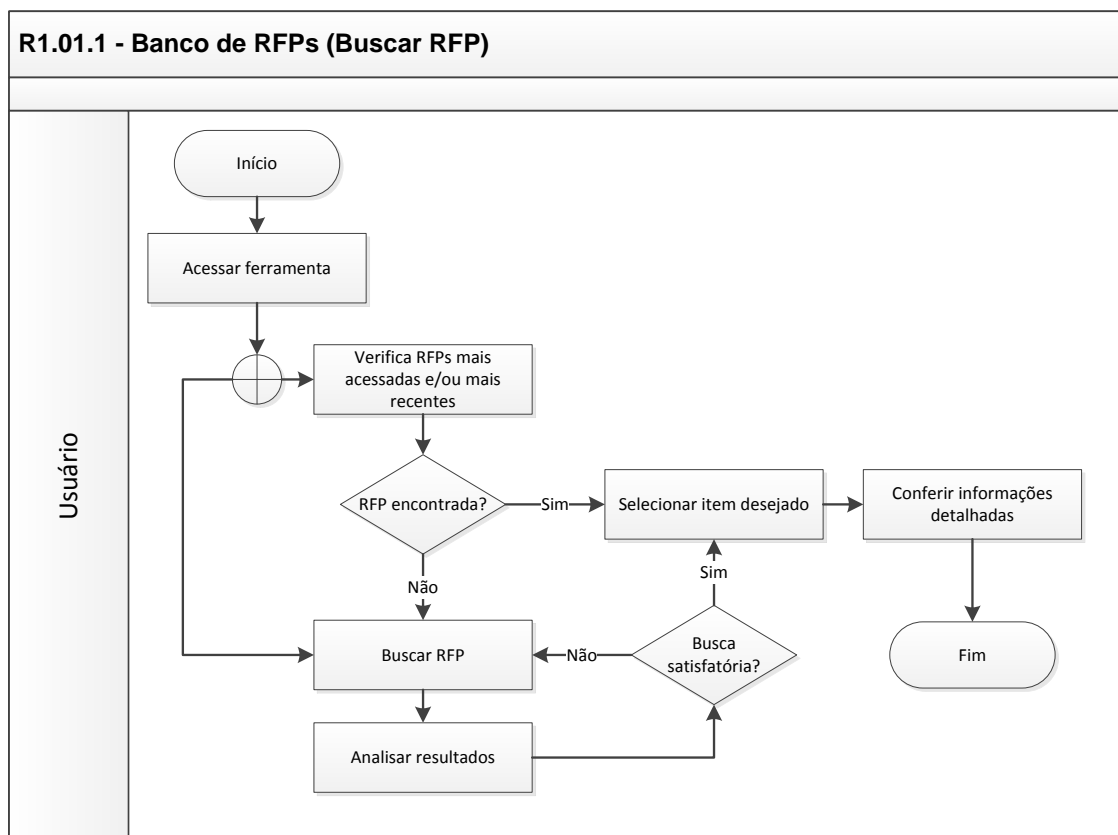 R1.01.1 - Banco de RFPs (Buscar RFP)
Usuário
Início
Acessar ferramenta
Verifica RFPs mais
acessadas e/ou mais
recentes
RFP encontrada?
Sim
Selecionar item desejado
Conferir informações
detalhadas
Não
Sim
Buscar RFP
Não
Busca
satisfatória?
Fim
Analisar resultados